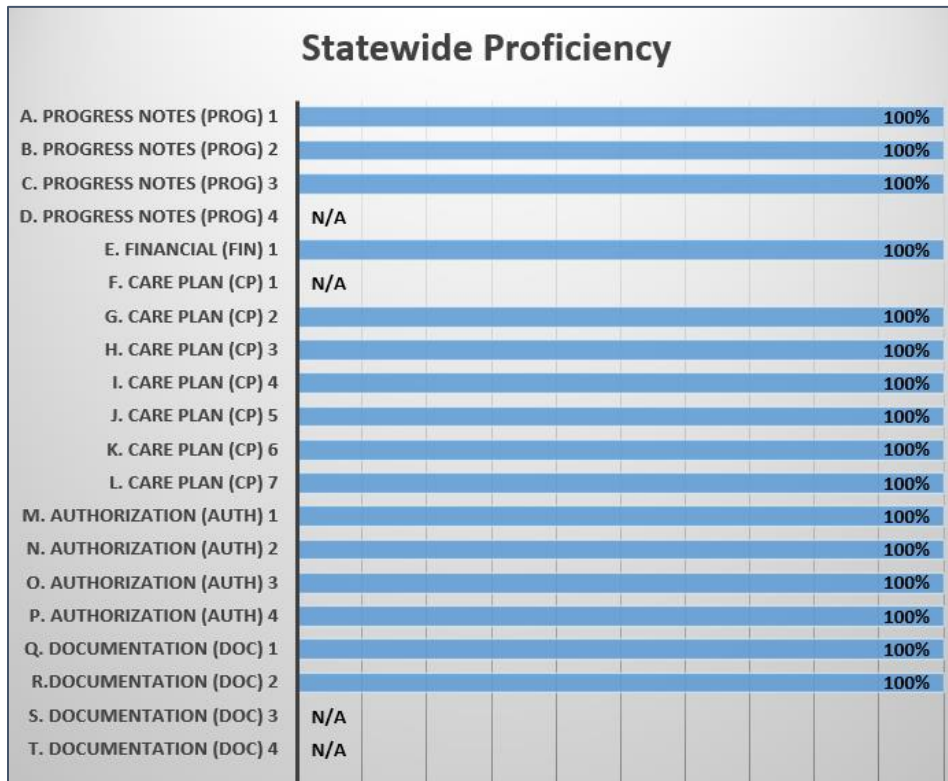 Statewide Proficiency
A. PROGRESS NOTES (PROG) 1 100%
B. PROGRESS NOTES (PROG) 2 100%
C. PROGRESS NOTES (PROG) 3 100%
D. PROGRESS NOTES (PROG) 4 N/A
E. FINANCIAL (FIN) 1 100%
F. CARE PLAN (CP) 1 N/A
G. CARE PLAN (CP) 2 100%
H. CARE PLAN (CP) 3 100%
I. CARE PLAN (CP) 4 100%
J. CARE PLAN (CP) 5 100%
K. CARE PLAN (CP) 6 100%
L. CARE PLAN (CP) 7 100%
M. AUTHORIZATION (AUTH) 1 100%
N. AUTHORIZATION (AUTH) 2 100%
O. AUTHORIZATION (AUTH) 3 100%
P. AUTHORIZATION (AUTH) 4 100%
Q. DOCUMENTATION (DOC) 1 100%
R.DOCUMENTATION (DOC) 2 100%
S. DOCUMENTATION (DOC) 3 N/A
T. DOCUMENTATION (DOC) 4 N/A